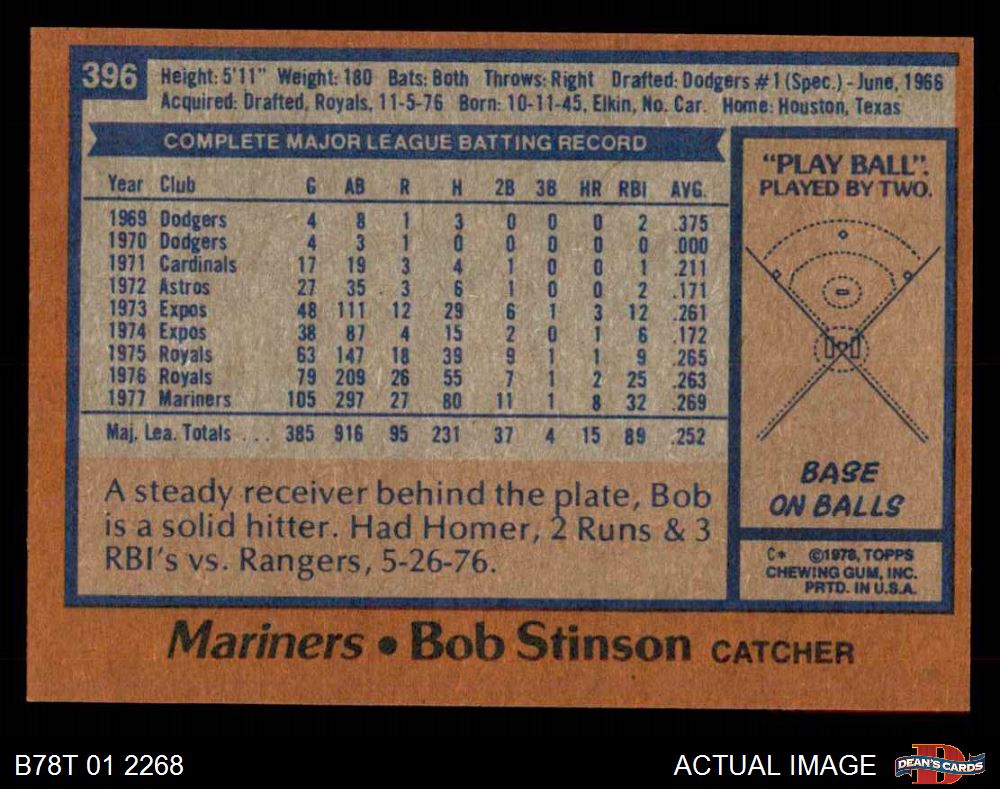 396
Height: 5'11" Weight: 180 Bats: Both Throws: Right Drafted: Dodgers #1 (Spec.) - June, 1966
Acquired: Drafted, Royals, 11-5-76 Born: 10-11-45, Elkin, No. Car. Home: Houston, Texas
COMPLETE MAJOR LEAGUE BATTING RECORD
Year Club G AB R H 2B 3B HR RBI AVG.
1969 Dodgers 4 8 1 3 0 0 0 2 .375
1970 Dodgers 4 3 1 0 0 0 0 0 .000
1971 Cardinals 17 19 3 4 1 0 0 1 .211
1972 Astros 27 35 3 6 1 0 0 2 .171
1973 Expos 48 111 12 29 6 1 3 12 .261
1974 Expos 38 87 4 15 2 0 1 6 .172
1975 Royals 63 147 18 39 9 1 1 9 .265
1976 Royals 79 209 26 55 7 1 2 25 .263
1977 Mariners 105 297 27 80 11 1 8 32 .269
Maj. Lea. Totals ... 385 916 95 231 37 4 15 89 .252
A steady receiver behind the plate, Bob
is a solid hitter. Had Homer, 2 Runs & 3
RBI's vs. Rangers, 5-26-76.
"PLAY BALL".
PLAYED BY TWO.
BASE
ON BALLS
C* ©1978, TOPPS
CHEWING GUM, INC.
PRTD. IN U.S.A.
Mariners • Bob Stinson CATCHER
B78T 01 2268
ACTUAL IMAGE
D
DEAN'S CARDS